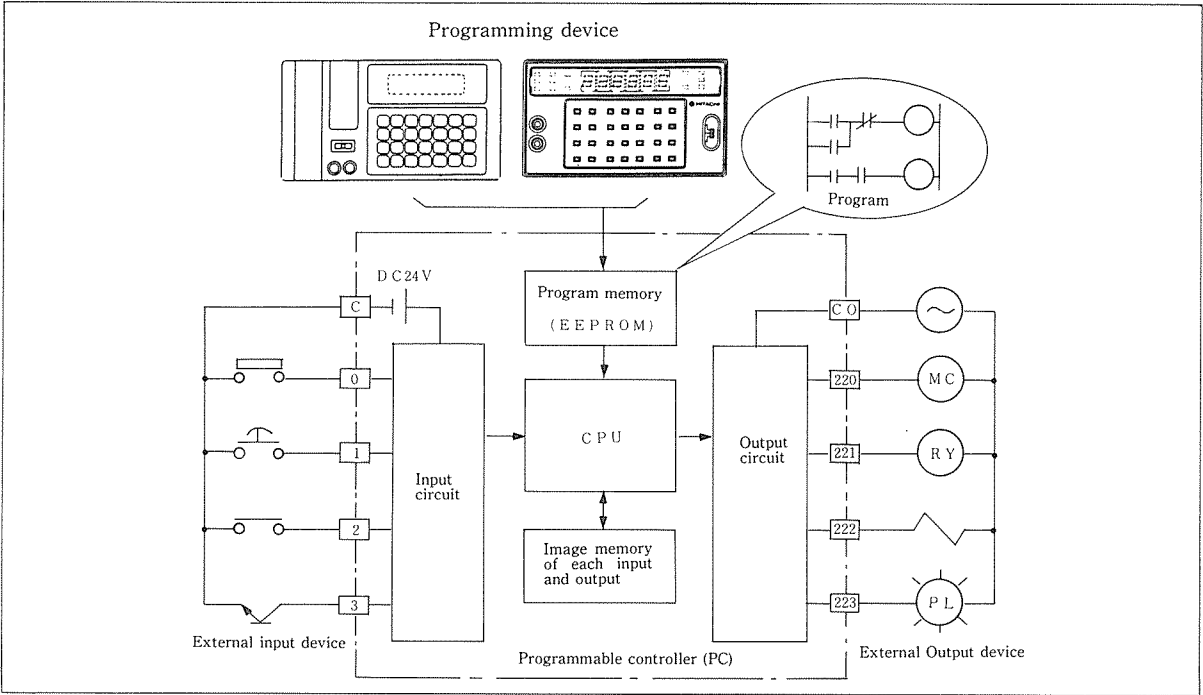 Programming device
HITACHI
Program
DC24V
Program memory
(EEPROM)
C
CO
0
220
MC
CPU
1
Input
circuit
Output
circuit
221
RY
2
222
Image memory
of each input
and output
3
223
PL
External input device
Programmable controller (PC)
External Output device